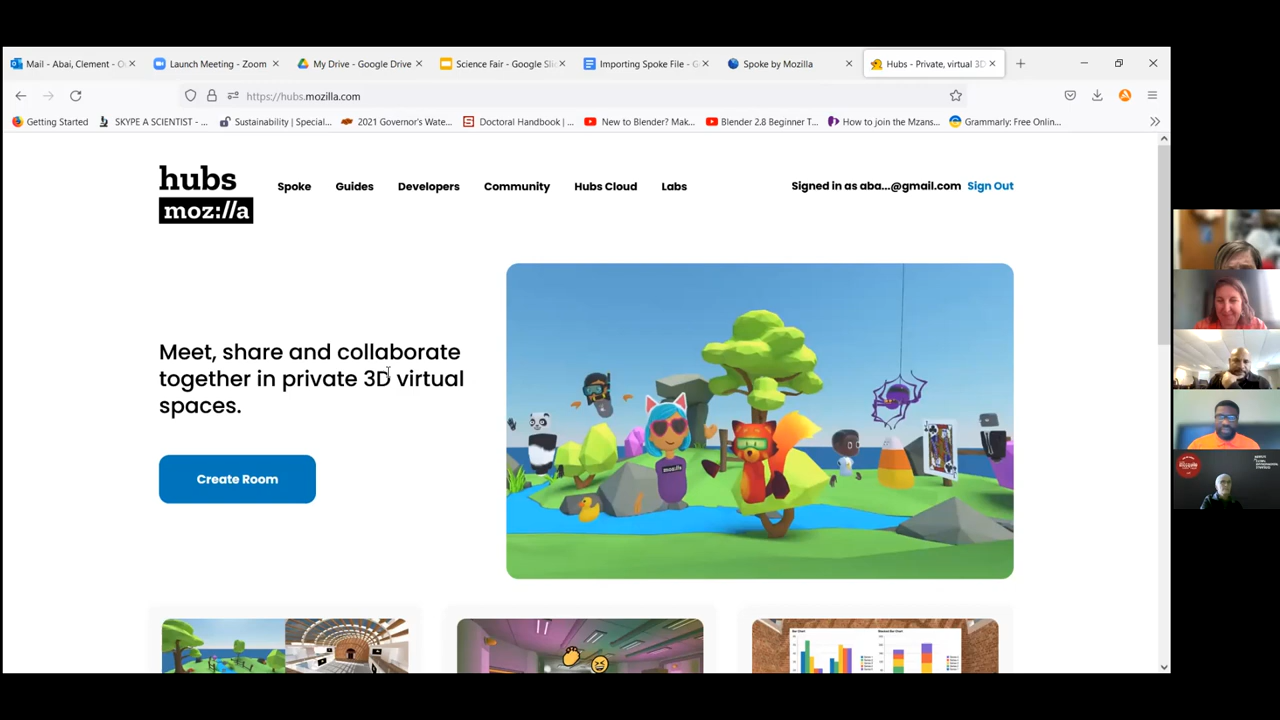 Mail - Abai, Clement - O
Launch Meeting - Zoom
My Drive - Google Drive
Science Fair - Google Slid
Importing Spoke File - G
Spoke by Mozilla
Hubs - Private, virtual 3D
https://hubs.mozilla.com
Getting Started
SKYPE A SCIENTIST - ...
Sustainability | Special...
2021 Governor's Wate...
Doctoral Handbook | ...
New to Blender? Mak...
Blender 2.8 Beginner T...
How to join the Mzans...
Grammarly: Free Onlin...
hubs
moz://a
Spoke
Guides
Developers
Community
Hubs Cloud
Labs
Signed in as aba...@gmail.com
Sign Out
Meet, share and collaborate
together in private 3D virtual
spaces.
Create Room
moz://a